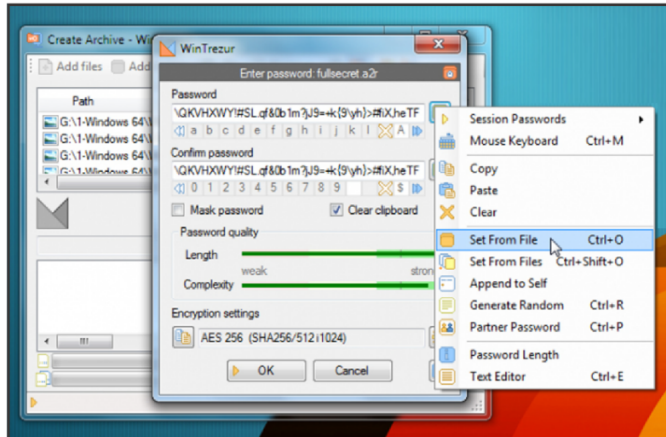 Create Archive - Wi
WinTrezur
Add files Add
Enter password: fullsecret.a2r
Path
G:\1-Windows 64\
G:\1-Windows 64\
G:\1-Windows 64\
G:\1-Windows 64\
Password
\QKVHXWY!#SL.qf&0b1m?J9=+k{9\yh}>#fiX,heTF
a b c d e f g h i j k l A
Confirm password
\QKVHXWY!#SL.qf&0b1m?J9=+k{9\yh}>#fiX,heTF
0 1 2 3 4 5 6 7 8 9 $
Mask password Clear clipboard
Password quality
Length
weak stron
Complexity
Encryption settings
AES 256 (SHA256/512 i1024)
OK Cancel
Session Passwords
Mouse Keyboard Ctrl+M
Copy
Paste
Clear
Set From File Ctrl+O
Set From Files Ctrl+Shift+O
Append to Self
Generate Random Ctrl+R
Partner Password Ctrl+P
Password Length
Text Editor Ctrl+E